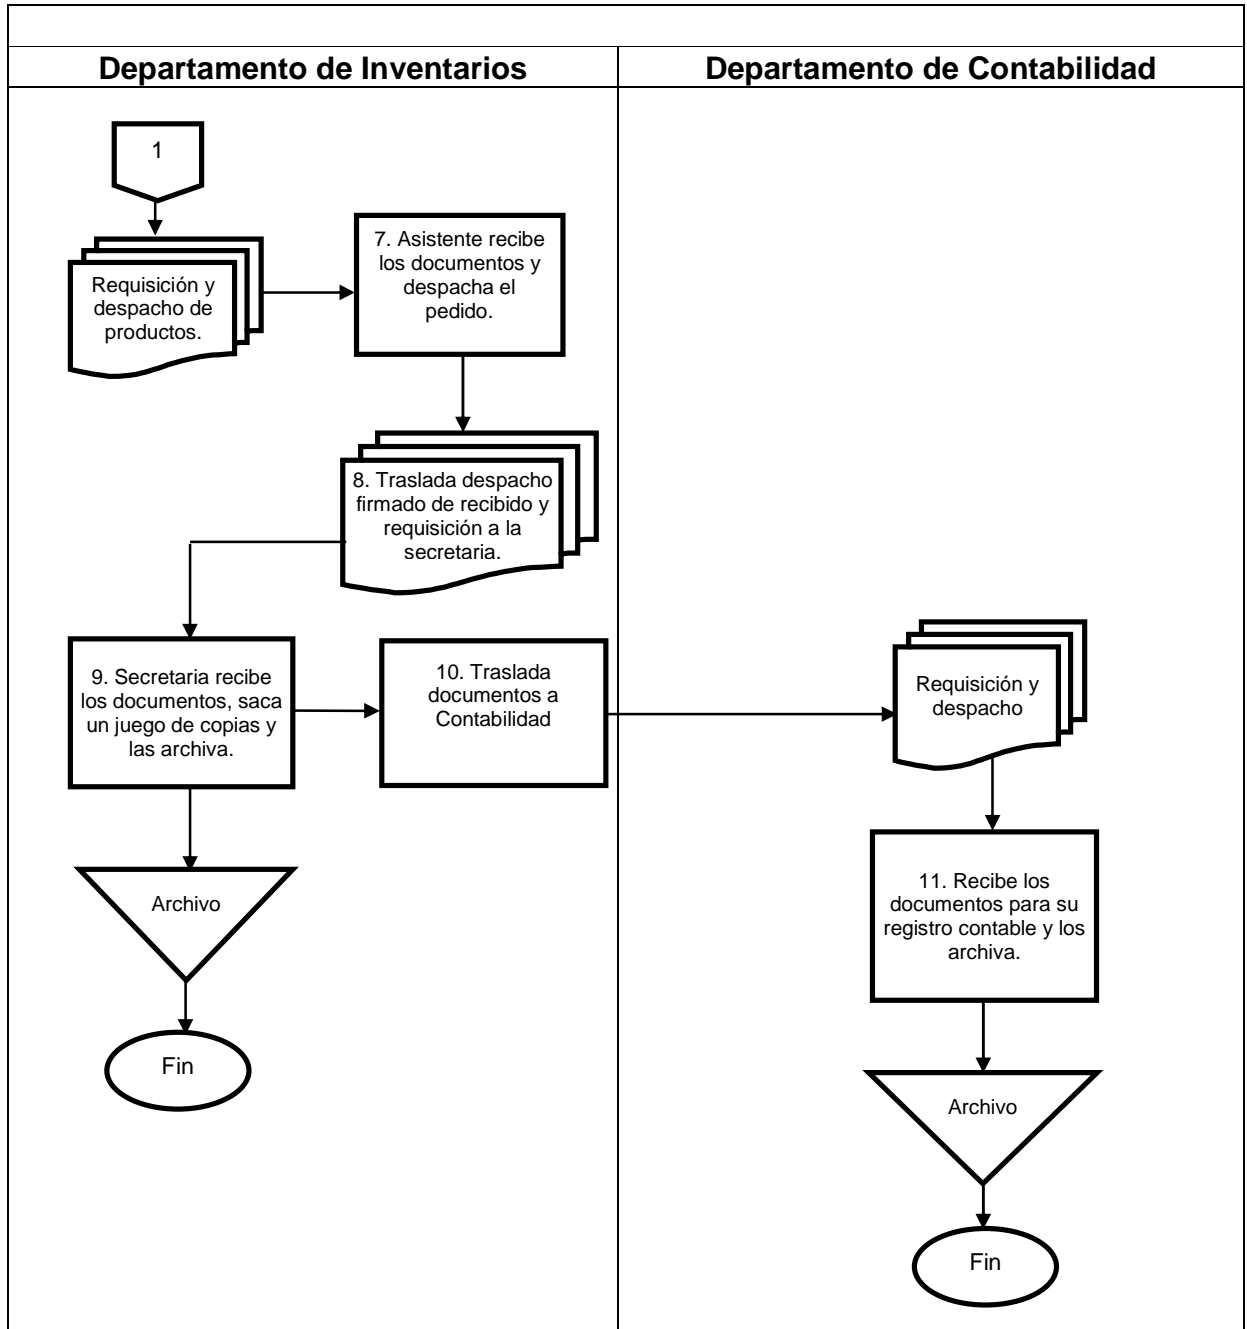 Departamento de Inventarios
Departamento de Contabilidad
1
Requisición y
despacho de
productos.
7. Asistente recibe
los documentos y
despacha el
pedido.
8. Traslada despacho
firmado de recibido y
requisición a la
secretaria.
9. Secretaria recibe
los documentos, saca
un juego de copias y
las archiva.
10. Traslada
documentos a
Contabilidad
Requisición y
despacho
11. Recibe los
documentos para su
registro contable y los
archiva.
Archivo
Fin
Archivo
Fin